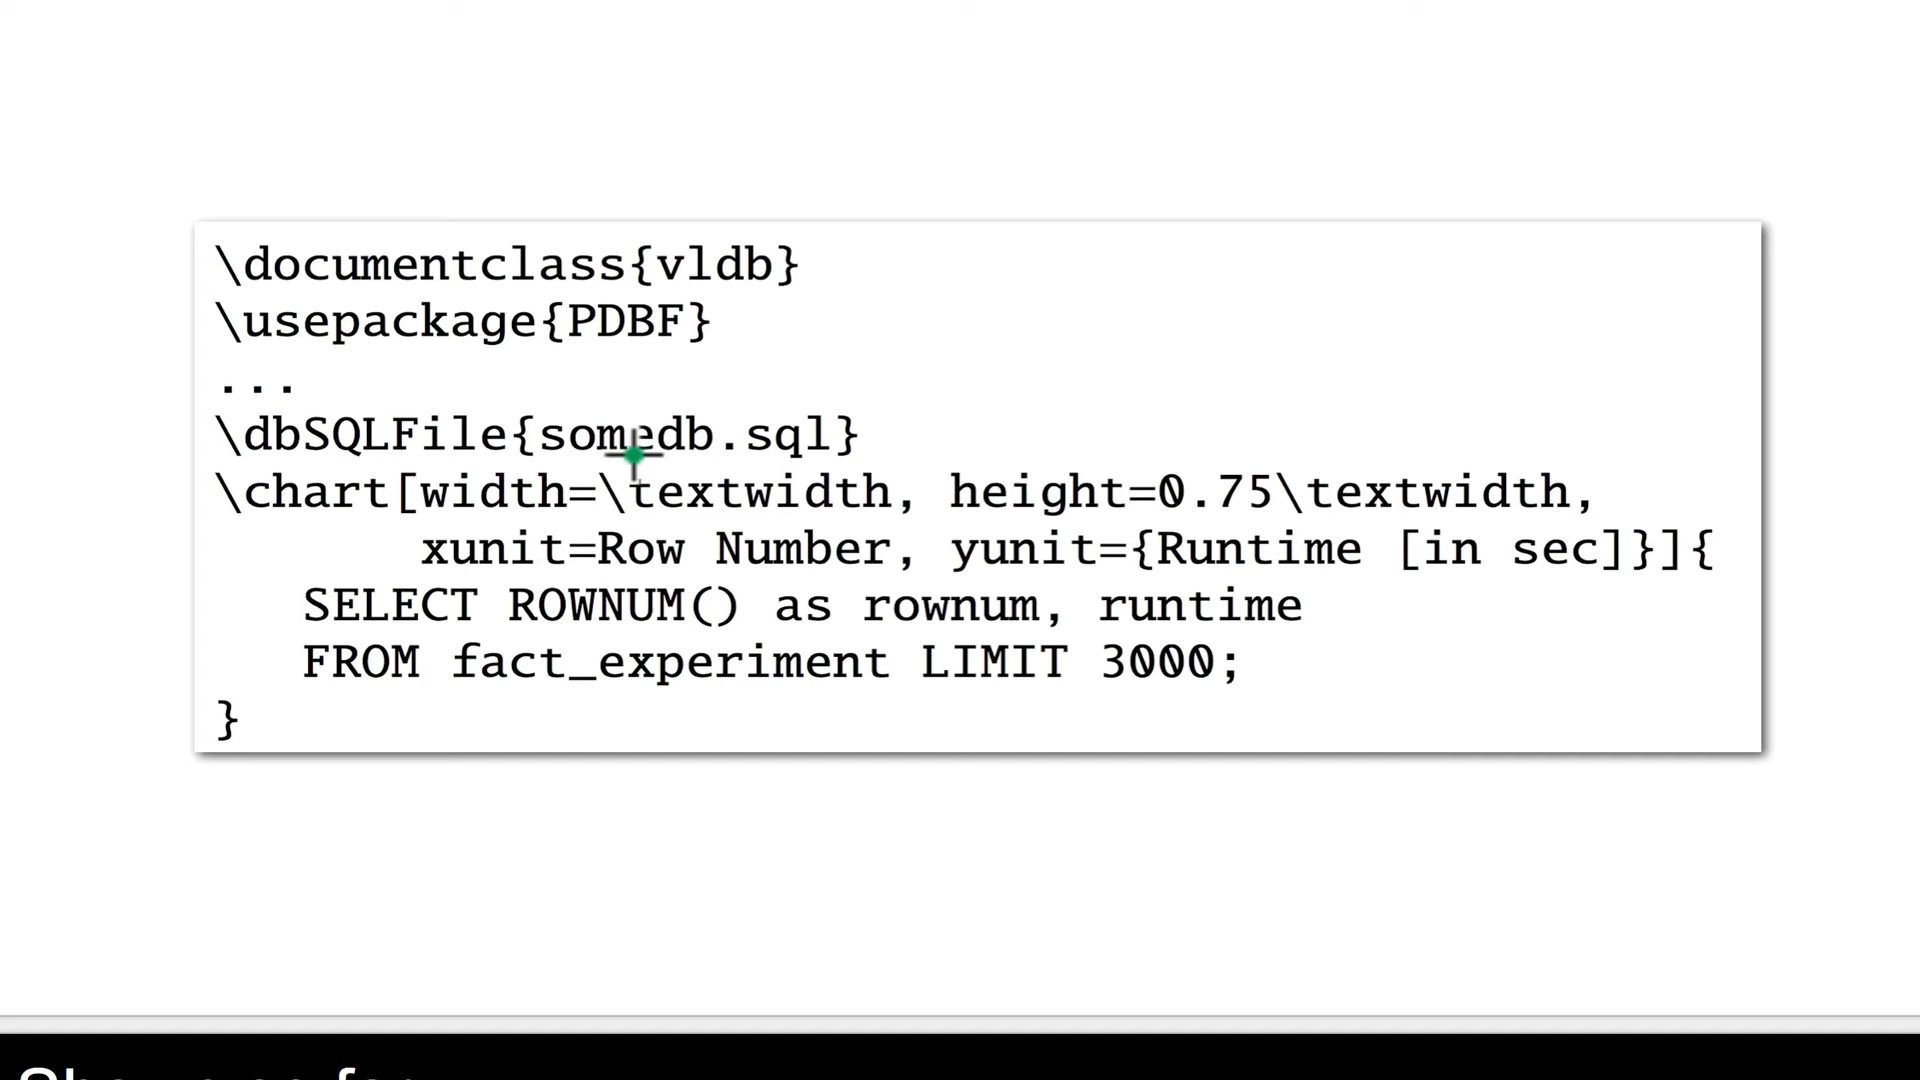 \documentclass{vldb}
\usepackage{PDBF}
...
\dbSQLFile{somedb.sql}
\chart[width=\textwidth, height=0.75\textwidth,
       xunit=Row Number, yunit={Runtime [in sec]}]{
   SELECT ROWNUM() as rownum, runtime
   FROM fact_experiment LIMIT 3000;
}